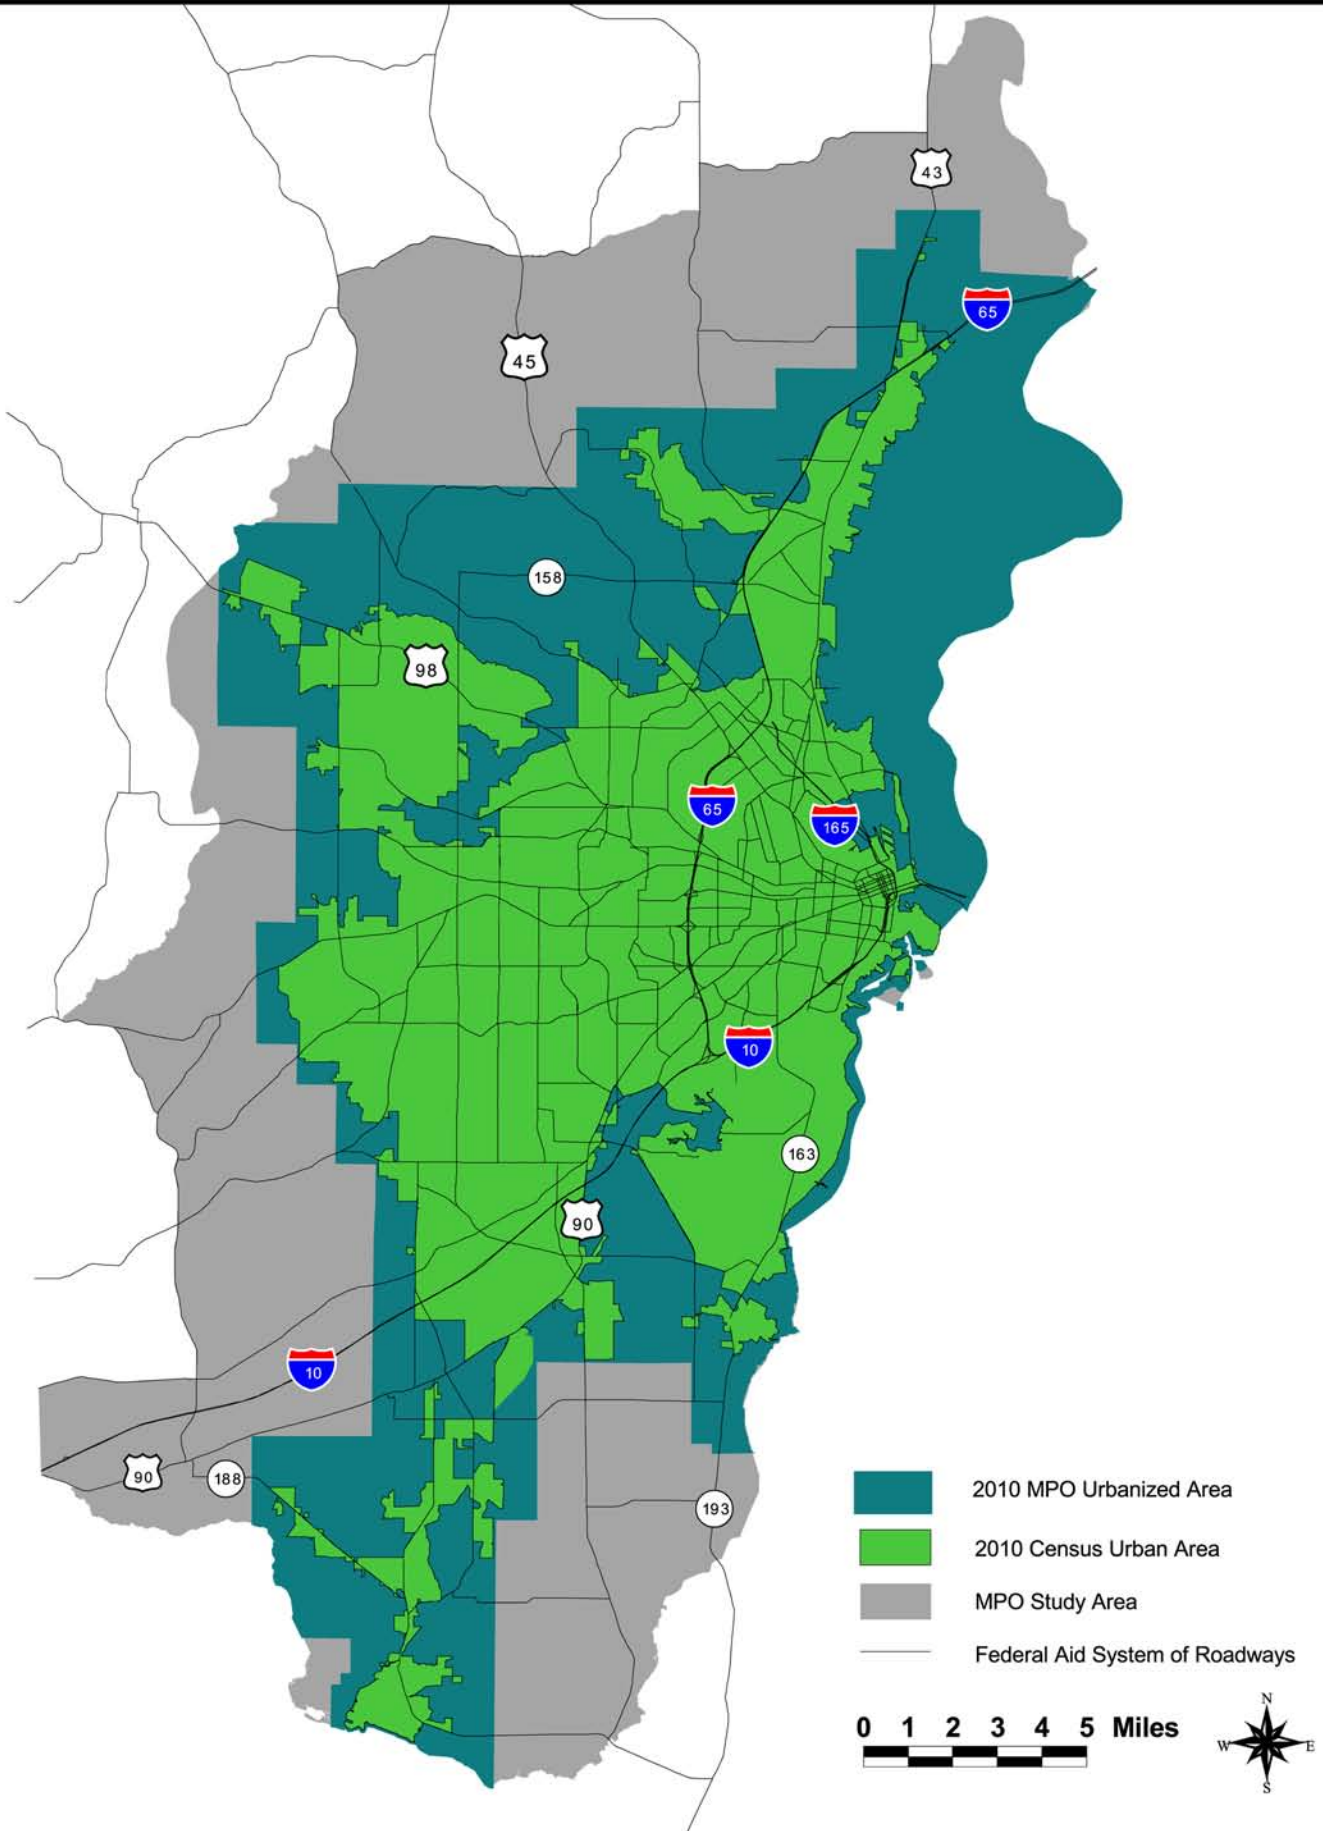 43
65
45
158
98
65
165
10
163
90
10
90
188
193
2010 MPO Urbanized Area
2010 Census Urban Area
MPO Study Area
Federal Aid System of Roadways
0 1 2 3 4 5 Miles
N
W E
S